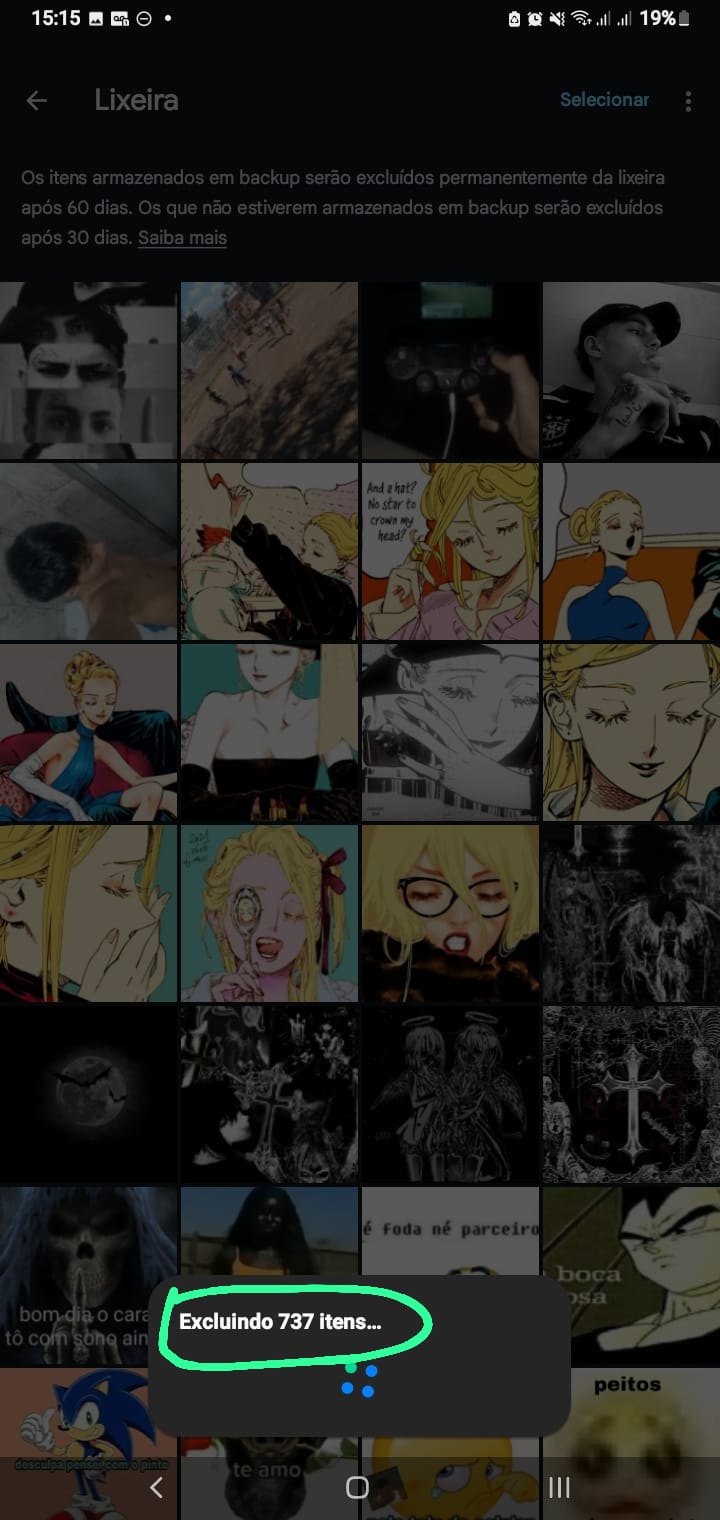 15:15
19%
Lixeira
Selecionar
Os itens armazenados em backup serão excluídos permanentemente da lixeira
após 60 dias. Os que não estiverem armazenados em backup serão excluídos
após 30 dias. Saiba mais
And a hat?
No star to
crown my
head?
é foda né parceiro
boca
osa
bom dia o cara
tô com sono ain
Excluindo 737 itens...
peitos
desculpa pensei com o pinto
te amo